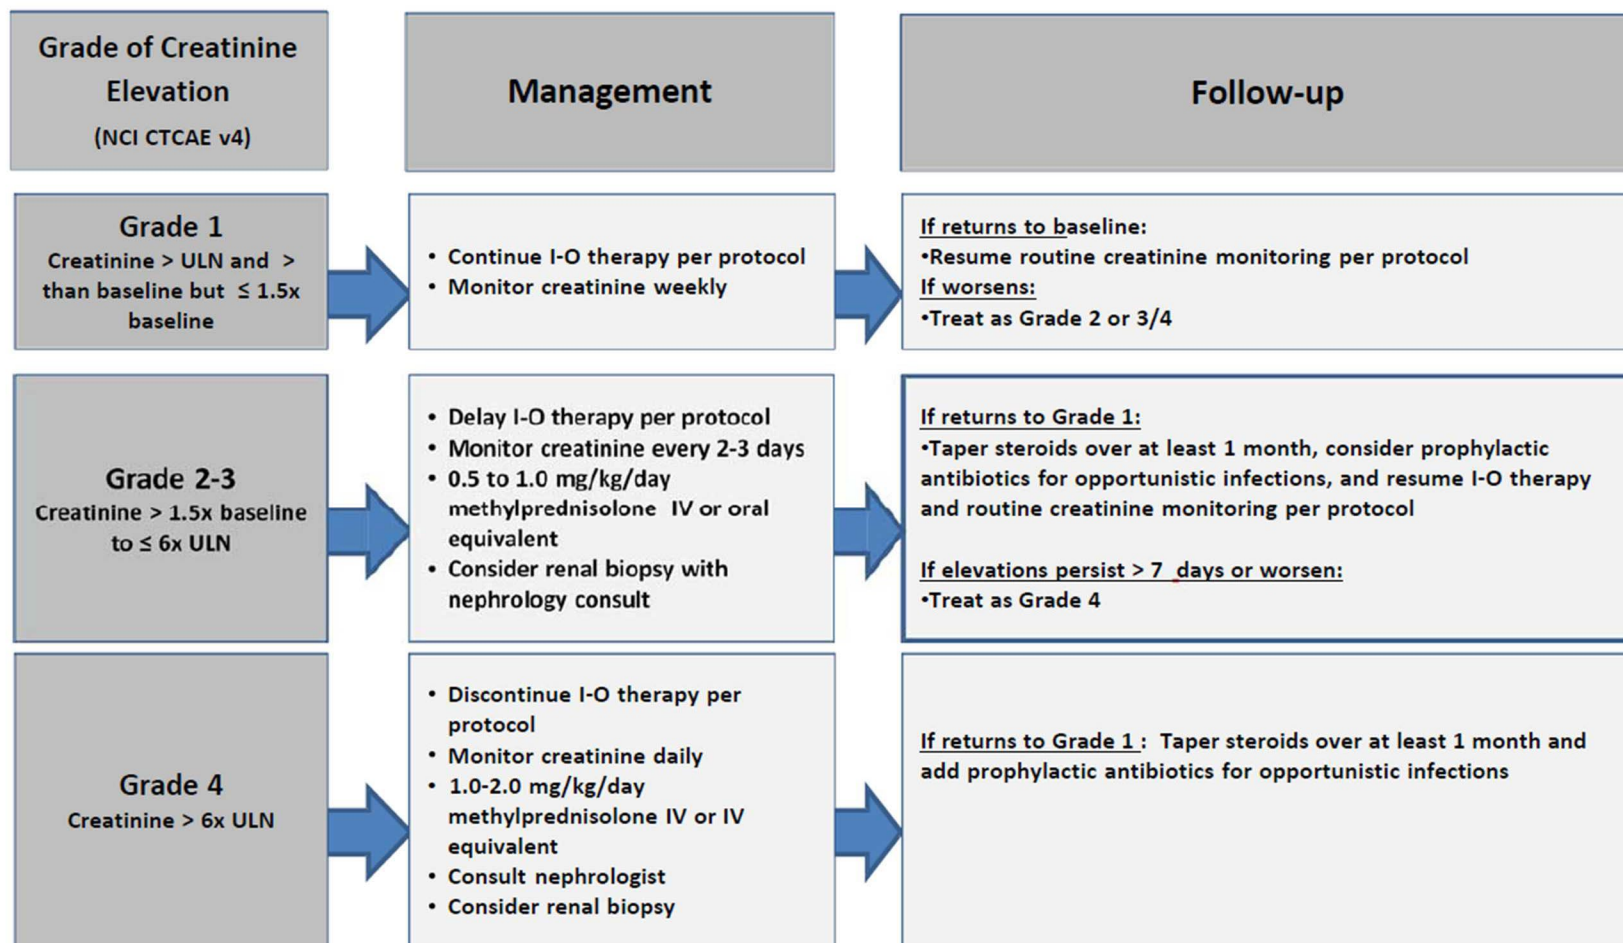 Grade of Creatinine
Elevation
(NCI CTCAE v4)
Management
Follow-up
Grade 1
Creatinine > ULN and >
than baseline but ≤ 1.5x
baseline
• Continue I-O therapy per protocol
• Monitor creatinine weekly
If returns to baseline:
•Resume routine creatinine monitoring per protocol
If worsens:
•Treat as Grade 2 or 3/4
Grade 2-3
Creatinine > 1.5x baseline
to ≤ 6x ULN
• Delay I-O therapy per protocol
• Monitor creatinine every 2-3 days
• 0.5 to 1.0 mg/kg/day
methylprednisolone IV or oral
equivalent
• Consider renal biopsy with
nephrology consult
If returns to Grade 1:
•Taper steroids over at least 1 month, consider prophylactic
antibiotics for opportunistic infections, and resume I-O therapy
and routine creatinine monitoring per protocol
If elevations persist > 7 days or worsen:
•Treat as Grade 4
Grade 4
Creatinine > 6x ULN
• Discontinue I-O therapy per
protocol
• Monitor creatinine daily
• 1.0-2.0 mg/kg/day
methylprednisolone IV or IV
equivalent
• Consult nephrologist
• Consider renal biopsy
If returns to Grade 1 : Taper steroids over at least 1 month and
add prophylactic antibiotics for opportunistic infections